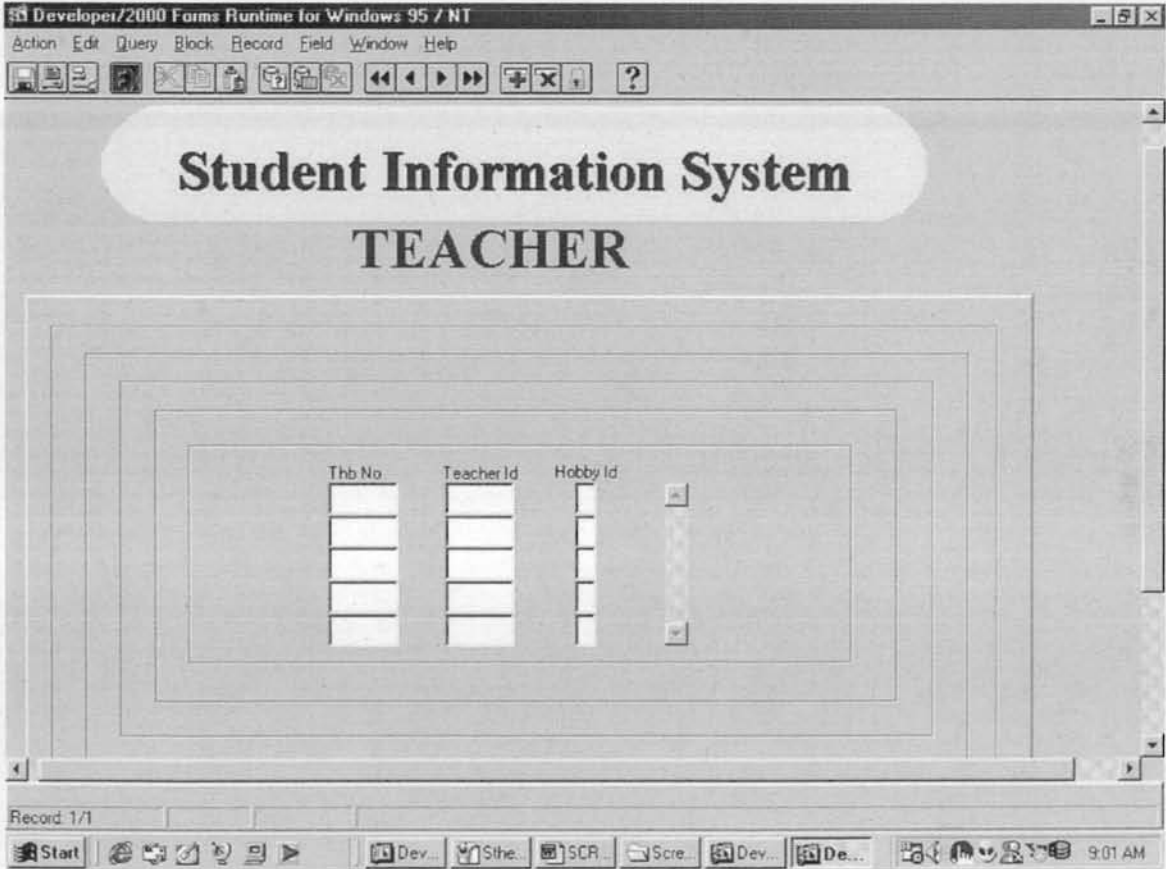 Developer/2000 Forms Runtime for Windows 95 / NT
Action Edit Query Block Record Field Window Help
?
Student Information System
TEACHER
Thb No. Teacher Id Hobby Id
Record: 1/1
Start Dev... Sthe... SCR... Scre... Dev... De... 9:01 AM